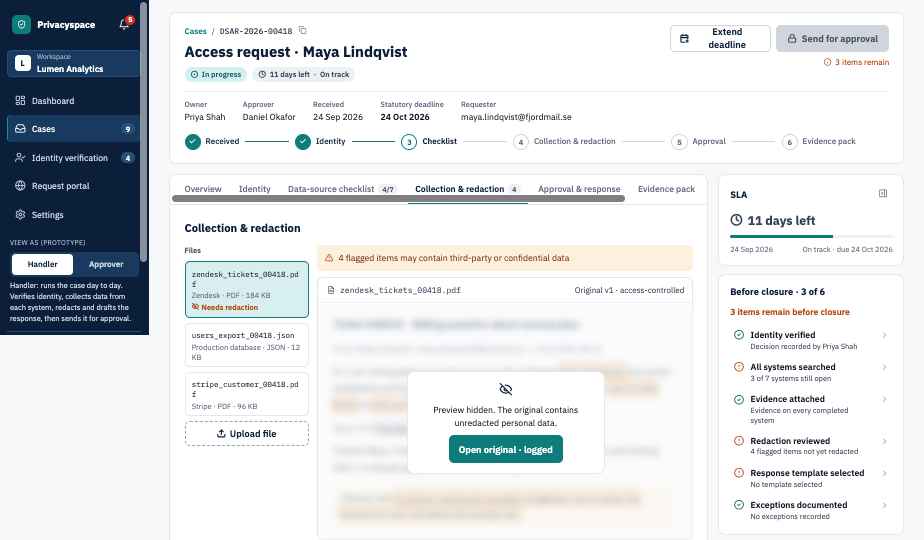 Privacyspace
5
Workspace
L
Lumen Analytics
Dashboard
Cases
9
Identity verification
4
Request portal
Settings
VIEW AS (PROTOTYPE)
Handler
Approver
Handler: runs the case day to day.
Verifies identity, collects data from
each system, redacts and drafts the
response, then sends it for approval.
Cases / DSAR-2026-00418
Access request · Maya Lindqvist
In progress
11 days left · On track
Extend
deadline
Send for approval
3 items remain
Owner
Priya Shah
Approver
Daniel Okafor
Received
24 Sep 2026
Statutory deadline
24 Oct 2026
Requester
maya.lindqvist@fjordmail.se
Received
Identity
3 Checklist
4 Collection & redaction
5 Approval
6 Evidence pack
Overview
Identity
Data-source checklist 4/7
Collection & redaction 4
Approval & response
Evidence pack
Collection & redaction
Files
zendesk_tickets_00418.pd
f
Zendesk · PDF · 184 KB
Needs redaction
users_export_00418.json
Production database · JSON · 12
KB
stripe_customer_00418.pd
f
Stripe · PDF · 96 KB
Upload file
4 flagged items may contain third-party or confidential data
zendesk_tickets_00418.pdf
Original v1 · access-controlled
Preview hidden. The original contains
unredacted personal data.
Open original · logged
SLA
11 days left
24 Sep 2026
On track · due 24 Oct 2026
Before closure · 3 of 6
3 items remain before closure
Identity verified
Decision recorded by Priya Shah
All systems searched
3 of 7 systems still open
Evidence attached
Evidence on every completed
system
Redaction reviewed
4 flagged items not yet redacted
Response template selected
No template selected
Exceptions documented
No exceptions recorded